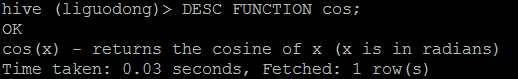 hive (liguodong)> DESC FUNCTION cos;
OK
cos(x) - returns the cosine of x (x is in radians)
Time taken: 0.03 seconds, Fetched: 1 row(s)